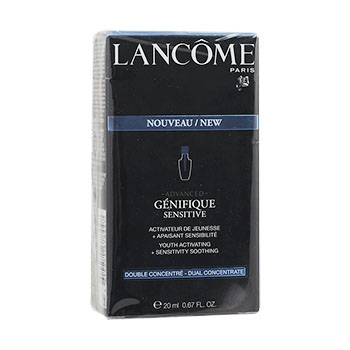 LANCÔME
PARIS
NOUVEAU / NEW
—ADVANCED—
GÉNIFIQUE
SENSITIVE
ACTIVATEUR DE JEUNESSE
+ APAISANT SENSIBILITÉ
YOUTH ACTIVATING
+ SENSITIVITY SOOTHING
DOUBLE CONCENTRÉ - DUAL CONCENTRATE
℮ 20 ml 0.67 FL. OZ.